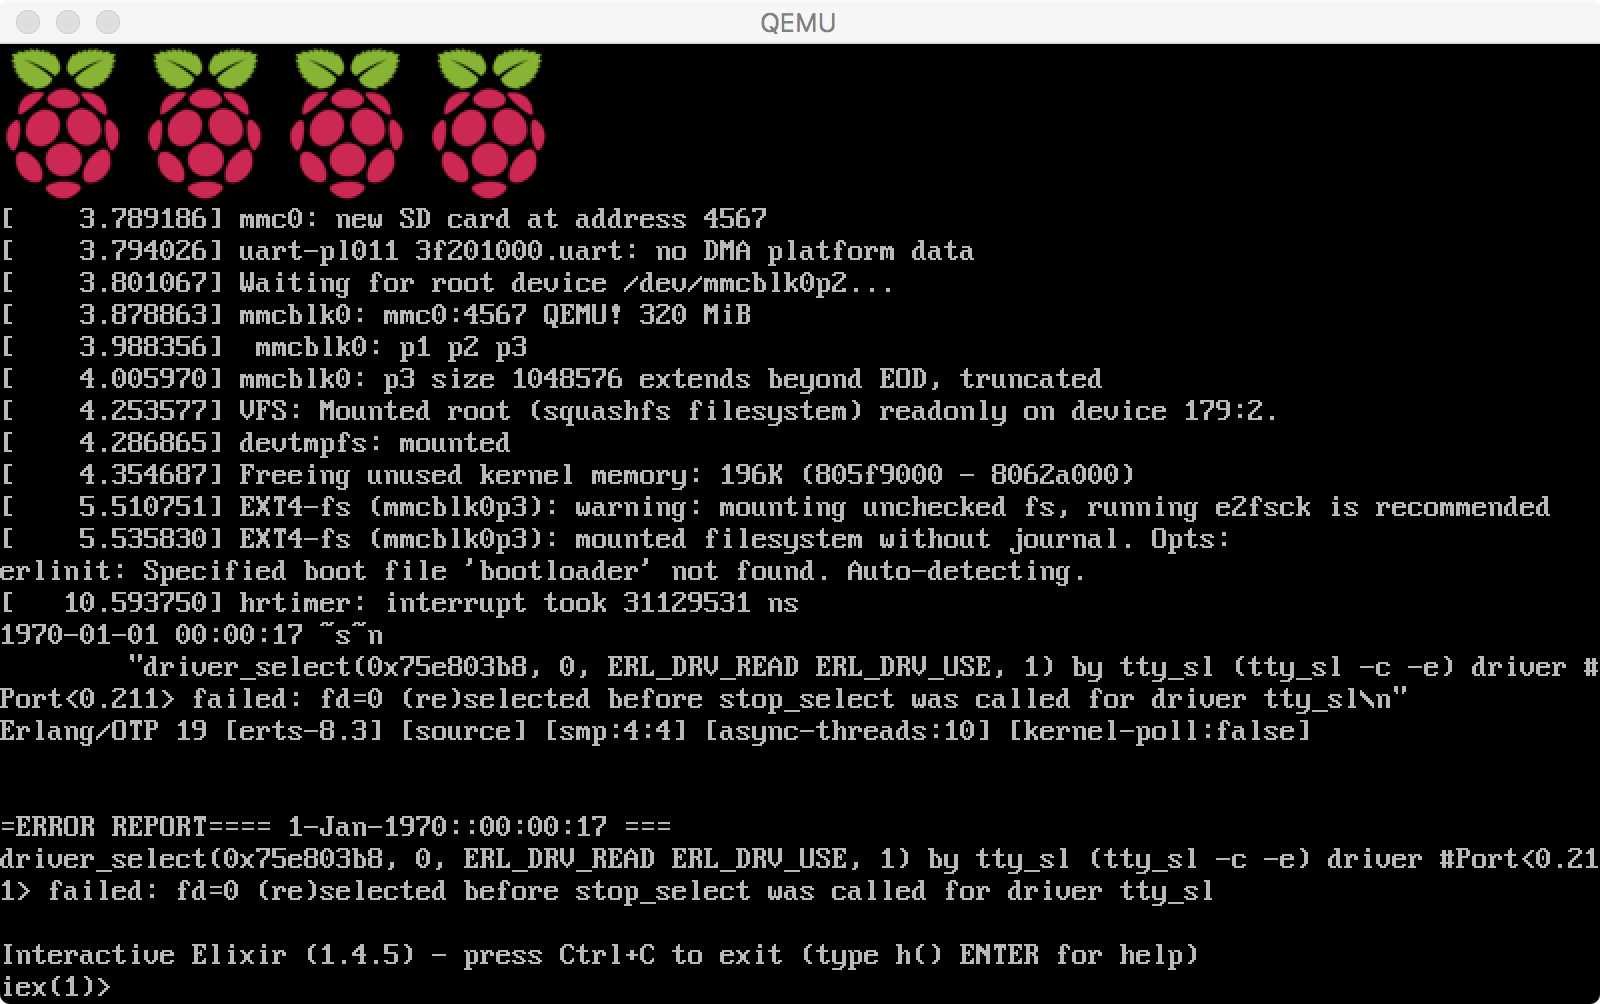 QEMU
[    3.789186] mmc0: new SD card at address 4567
[    3.794026] uart-pl011 3f201000.uart: no DMA platform data
[    3.801067] Waiting for root device /dev/mmcblk0p2...
[    3.878863] mmcblk0: mmc0:4567 QEMU! 320 MiB
[    3.988356]  mmcblk0: p1 p2 p3
[    4.005970] mmcblk0: p3 size 1048576 extends beyond EOD, truncated
[    4.253577] VFS: Mounted root (squashfs filesystem) readonly on device 179:2.
[    4.286865] devtmpfs: mounted
[    4.354687] Freeing unused kernel memory: 196K (805f9000 - 8062a000)
[    5.510751] EXT4-fs (mmcblk0p3): warning: mounting unchecked fs, running e2fsck is recommended
[    5.535830] EXT4-fs (mmcblk0p3): mounted filesystem without journal. Opts:
erlinit: Specified boot file 'bootloader' not found. Auto-detecting.
[   10.593750] hrtimer: interrupt took 31129531 ns
1970-01-01 00:00:17 ~s~n
        "driver_select(0x75e803b8, 0, ERL_DRV_READ ERL_DRV_USE, 1) by tty_sl (tty_sl -c -e) driver #
Port<0.211> failed: fd=0 (re)selected before stop_select was called for driver tty_sl\n"
Erlang/OTP 19 [erts-8.3] [source] [smp:4:4] [async-threads:10] [kernel-poll:false]
=ERROR REPORT==== 1-Jan-1970::00:00:17 ===
driver_select(0x75e803b8, 0, ERL_DRV_READ ERL_DRV_USE, 1) by tty_sl (tty_sl -c -e) driver #Port<0.21
1> failed: fd=0 (re)selected before stop_select was called for driver tty_sl
Interactive Elixir (1.4.5) - press Ctrl+C to exit (type h() ENTER for help)
iex(1)>